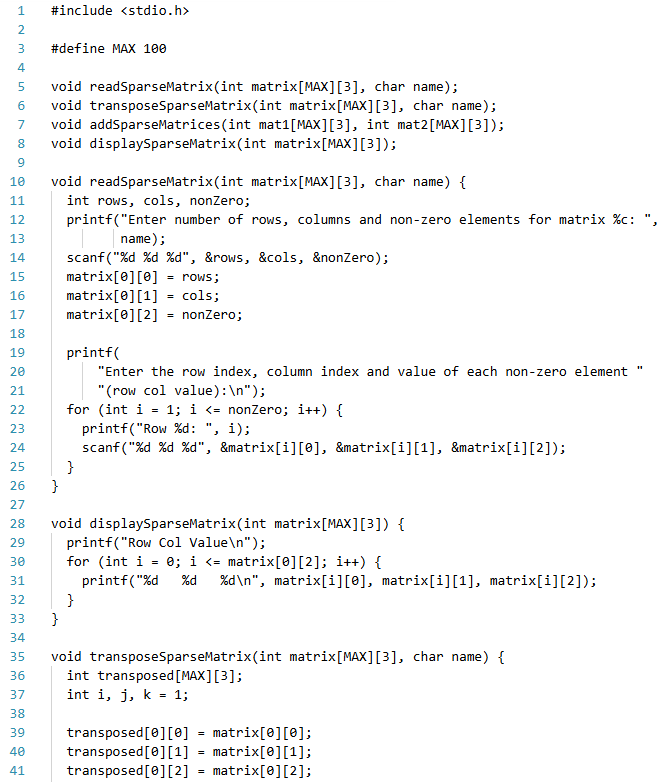 1 #include <stdio.h>
2
3 #define MAX 100
4
5 void readSparseMatrix(int matrix[MAX][3], char name);
6 void transposeSparseMatrix(int matrix[MAX][3], char name);
7 void addSparseMatrices(int mat1[MAX][3], int mat2[MAX][3]);
8 void displaySparseMatrix(int matrix[MAX][3]);
9
10 void readSparseMatrix(int matrix[MAX][3], char name) {
11   int rows, cols, nonZero;
12   printf("Enter number of rows, columns and non-zero elements for matrix %c: ",
13          name);
14   scanf("%d %d %d", &rows, &cols, &nonZero);
15   matrix[0][0] = rows;
16   matrix[0][1] = cols;
17   matrix[0][2] = nonZero;
18
19   printf(
20       "Enter the row index, column index and value of each non-zero element "
21       "(row col value):\n");
22   for (int i = 1; i <= nonZero; i++) {
23     printf("Row %d: ", i);
24     scanf("%d %d %d", &matrix[i][0], &matrix[i][1], &matrix[i][2]);
25   }
26 }
27
28 void displaySparseMatrix(int matrix[MAX][3]) {
29   printf("Row Col Value\n");
30   for (int i = 0; i <= matrix[0][2]; i++) {
31     printf("%d   %d   %d\n", matrix[i][0], matrix[i][1], matrix[i][2]);
32   }
33 }
34
35 void transposeSparseMatrix(int matrix[MAX][3], char name) {
36   int transposed[MAX][3];
37   int i, j, k = 1;
38
39   transposed[0][0] = matrix[0][0];
40   transposed[0][1] = matrix[0][1];
41   transposed[0][2] = matrix[0][2];